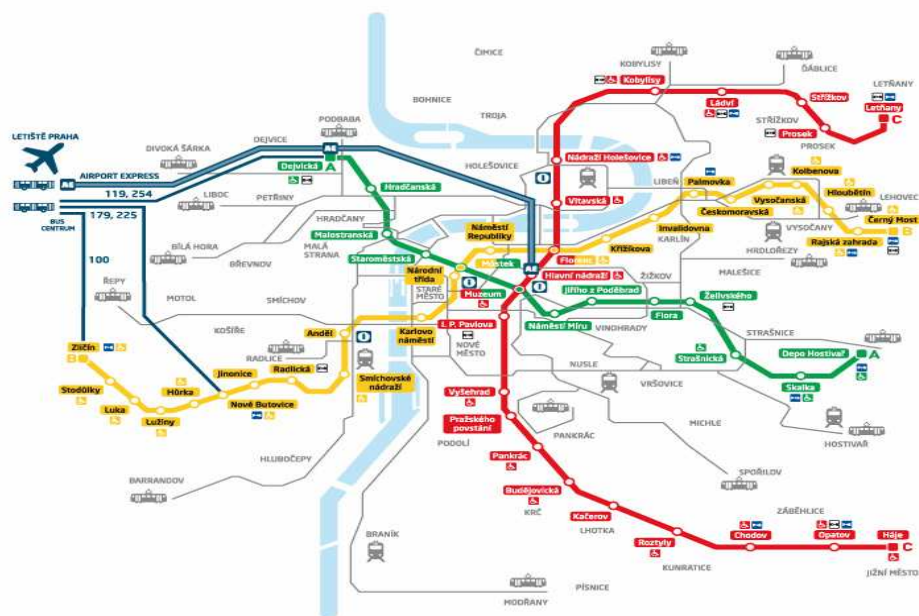 ČIMICE
KOBYLISY
ĎÁBLICE
LETŇANY
Kobylisy
Ládví
Střížkov
Letňany
C
BOHNICE
STŘÍŽKOV
Prosek
PROSEK
TROJA
PODBABA
LETIŠTĚ PRAHA
DEJVICE
DIVOKÁ ŠÁRKA
AE
Dejvická
A
HOLEŠOVICE
Nádraží Holešovice
Kolbenova
AIRPORT EXPRESS
AE
119, 254
LIBOC
PETŘINY
Hradčanská
LIBEŇ
Palmovka
Vysočanská
Hloubětín
LEHOVEC
179, 225
BUS
CENTRUM
HRADČANY
Vltavská
Českomoravská
Černý Most
B
Malostranská
Náměstí
Republiky
Invalidovna
VYSOČANY
BÍLÁ HORA
MALÁ
STRANA
Křižíkova
KARLÍN
Rajská zahrada
BŘEVNOV
Staroměstská
Můstek
Florenc
HRDLOŘEZY
100
Národní
třída
AE
Hlavní nádraží
ŽIŽKOV
MALEŠICE
ŘEPY
MOTOL
SMÍCHOV
STARÉ
MĚSTO
Muzeum
Jiřího z Poděbrad
Želivského
KOŠÍŘE
Anděl
Karlovo
náměstí
I. P. Pavlova
Náměstí Míru
VINOHRADY
Flora
STRAŠNICE
Zličín
B
RADLICE
NOVÉ
MĚSTO
Strašnická
Depo Hostivař
A
Jinonice
Radlická
Smíchovské
nádraží
NUSLE
Stodůlky
Hůrka
Vyšehrad
VRŠOVICE
Skalka
Luka
Lužiny
Nové Butovice
Pražského
povstání
PANKRÁC
MICHLE
HOSTIVAŘ
PODOLÍ
HLUBOČEPY
Pankrác
SPOŘILOV
BARRANDOV
Budějovická
KRČ
ZÁBĚHLICE
Kačerov
LHOTKA
BRANÍK
Roztyly
Chodov
Opatov
Háje
C
KUNRATICE
JIŽNÍ MĚSTO
PÍSNICE
MODŘANY